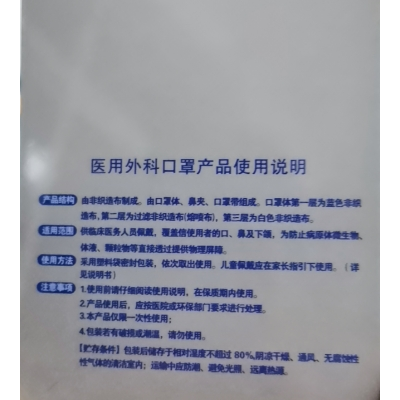 医用外科口罩产品使用说明
产品结构 由非织造布制成。由口罩体、鼻夹、口罩带组成。口罩体第一层为蓝色非织
造布,第二层为过滤非织造布(熔喷布),第三层为白色非织造布。
适用范围 供临床医务人员佩戴,覆盖倍使用者的口、鼻及下颌,为防止病源体微生物、
体液、颗粒物等直接透过提供物理屏障。
使用方法 采用塑料袋密封包装,依次取出使用。儿童佩戴应在家长指引下使用。(详
见说明书)
注意事项 1.使用前请仔细阅读使用说明,在保质期内使用。
2.产品使用后,应按医院或环保部门要求进行处理。
3.本产品仅限一次性使用;
4.包装若有破损或潮湿,请勿使用。
【贮存条件】包装后储存于相对湿度不超过80%,阴凉干燥、通风、无腐蚀性
性气体的清洁室内;运输中应防潮、避免光照、远离热源。